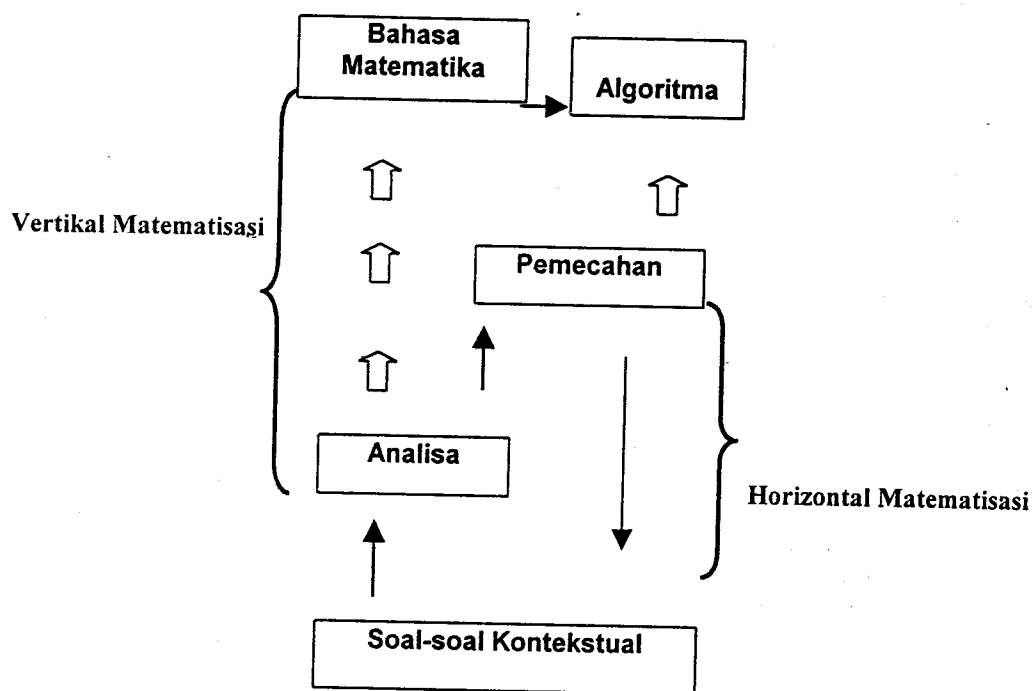 Bahasa
Matematika
Algoritma
Vertikal Matematisasi
Pemecahan
Analisa
Horizontal Matematisasi
Soal-soal Kontekstual